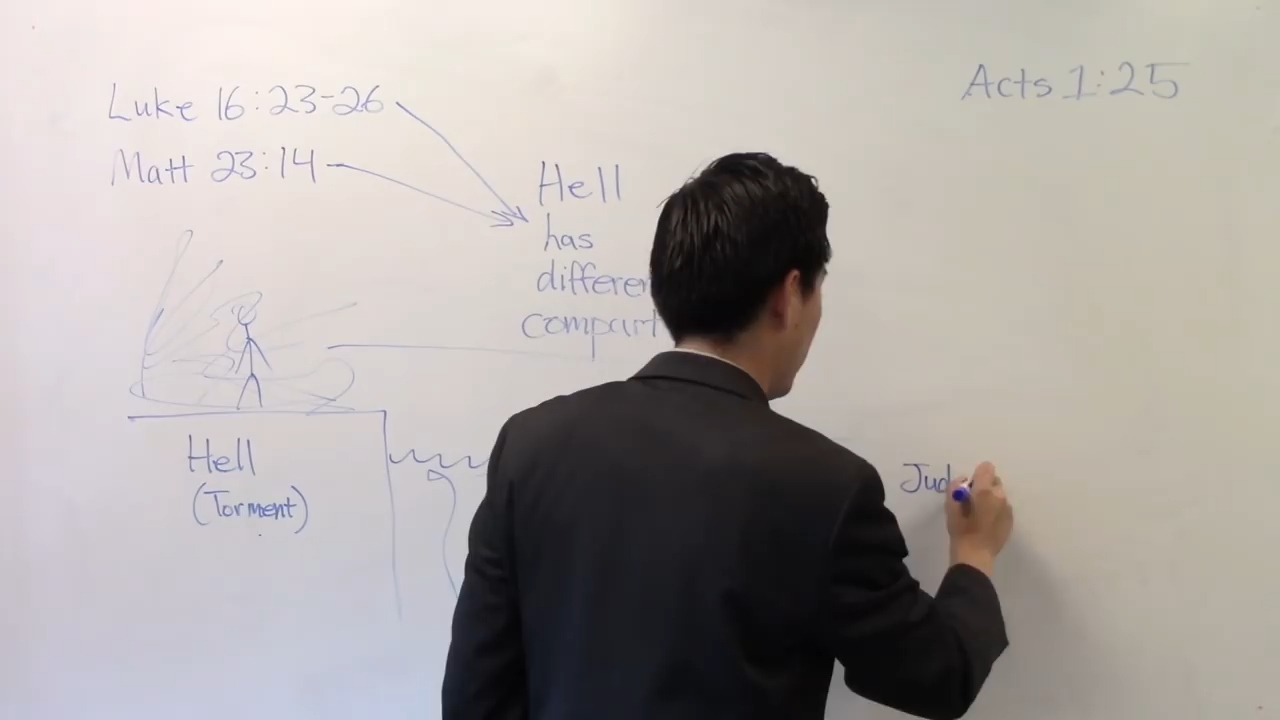 Luke 16:23-26
Matt 23:14
Acts 1:25
Hell
has
differen
compart
Hell
(Torment)
Jud